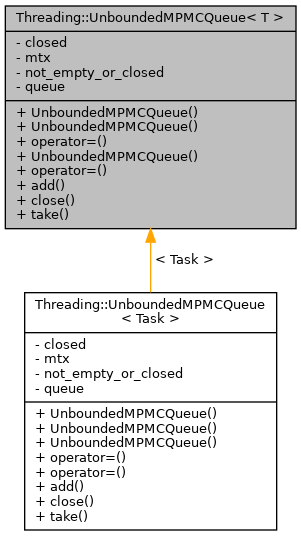 Threading::UnboundedMPMCQueue< T >
- closed
- mtx
- not_empty_or_closed
- queue
+ UnboundedMPMCQueue()
+ UnboundedMPMCQueue()
+ operator=()
+ UnboundedMPMCQueue()
+ operator=()
+ add()
+ close()
+ take()
< Task >
Threading::UnboundedMPMCQueue
< Task >
- closed
- mtx
- not_empty_or_closed
- queue
+ UnboundedMPMCQueue()
+ UnboundedMPMCQueue()
+ UnboundedMPMCQueue()
+ operator=()
+ operator=()
+ add()
+ close()
+ take()